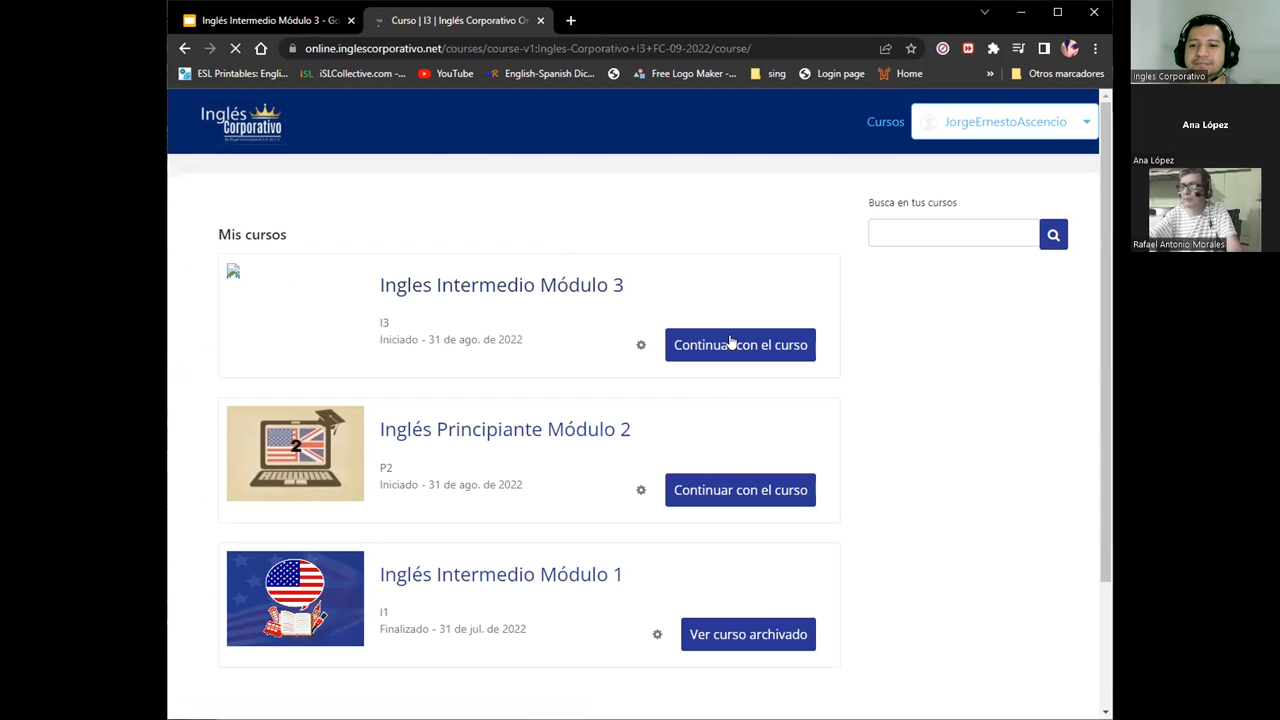 Inglés Intermedio Módulo 3 - Go
Curso | I3 | Inglés Corporativo On
online.inglescorporativo.net/courses/course-v1:Ingles-Corporativo+I3+FC-09-2022/course/
ESL Printables: Engli...
iSL
iSLCollective.com -...
YouTube
English-Spanish Dic...
Free Logo Maker -...
sing
Login page
Home
»
Otros marcadores
Inglés
Corporativo
Cursos
JorgeErnestoAscencio
Busca en tus cursos
Mis cursos
Ingles Intermedio Módulo 3
I3
Iniciado - 31 de ago. de 2022
Continuar con el curso
2
Inglés Principiante Módulo 2
P2
Iniciado - 31 de ago. de 2022
Continuar con el curso
Inglés Intermedio Módulo 1
I1
Finalizado - 31 de jul. de 2022
Ver curso archivado
Ingles Corporativo
Ana López
Ana López
Rafael Antonio Morales